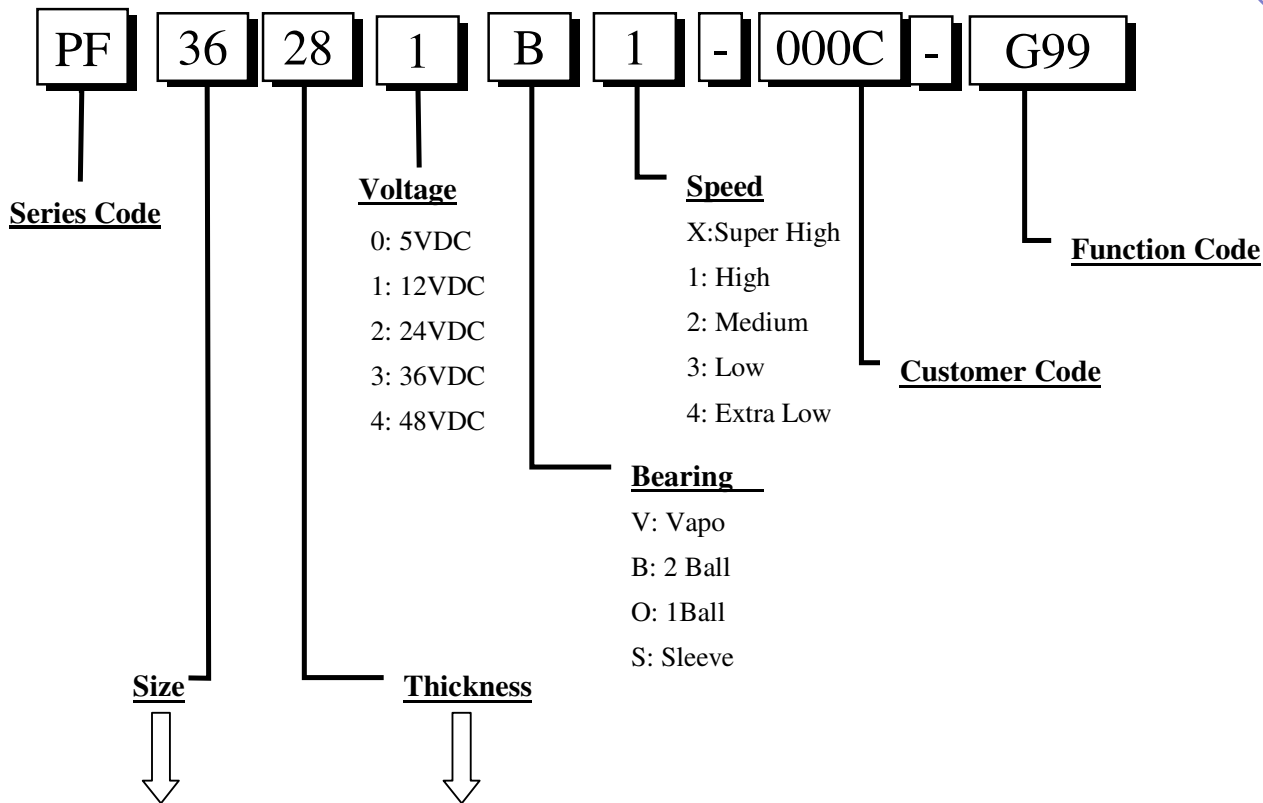 PF 36 28 1 B 1 - 000C - G99
Series Code
Voltage
0: 5VDC
1: 12VDC
2: 24VDC
3: 36VDC
4: 48VDC
Speed
X:Super High
1: High
2: Medium
3: Low
4: Extra Low
Function Code
Customer Code
Bearing
V: Vapo
B: 2 Ball
O: 1Ball
S: Sleeve
Size
Thickness